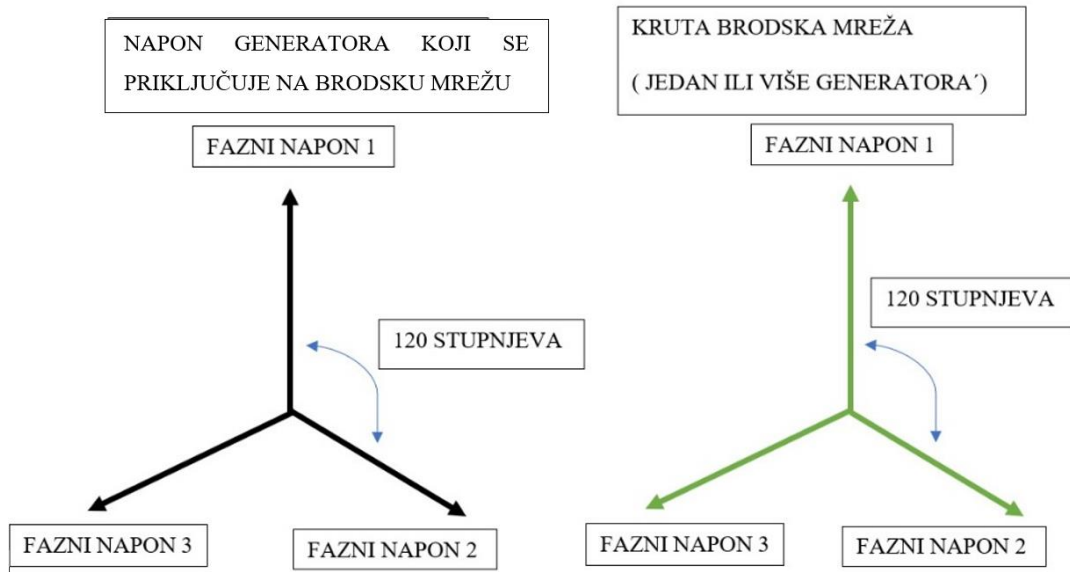 NAPON GENERATORA KOJI SE
PRIKLJUČUJE NA BRODSKU MREŽU
FAZNI NAPON 1
120 STUPNJEVA
FAZNI NAPON 3
FAZNI NAPON 2
KRUTA BRODSKA MREŽA
( JEDAN ILI VIŠE GENERATORA´)
FAZNI NAPON 1
120 STUPNJEVA
FAZNI NAPON 3
FAZNI NAPON 2